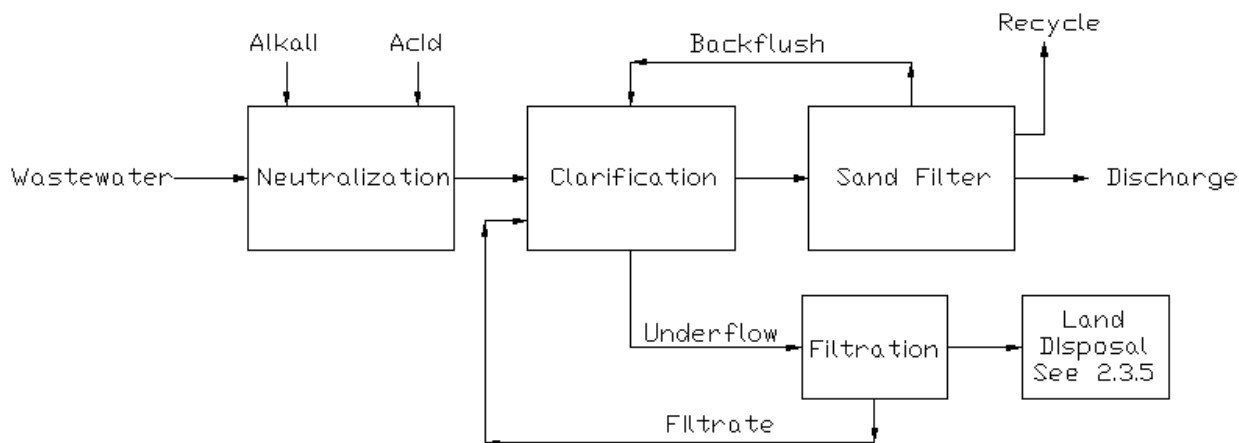 Alkali
Acid
Backflush
Recycle
Wastewater
Neutralization
Clarification
Sand Filter
Discharge
Underflow
Filtration
Land
Disposal
See 2.3.5
Filtrate